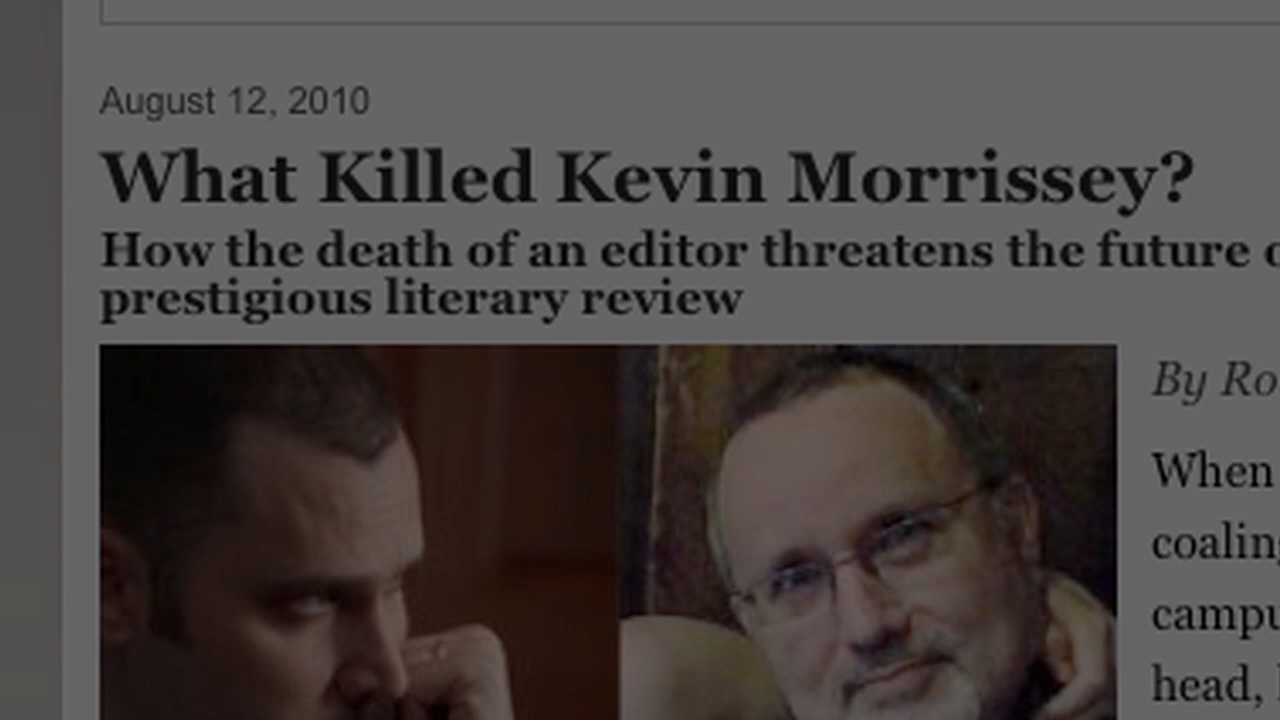 August 12, 2010
What Killed Kevin Morrissey?
How the death of an editor threatens the future
prestigious literary review
By Ro
When
coaling
campu
head,